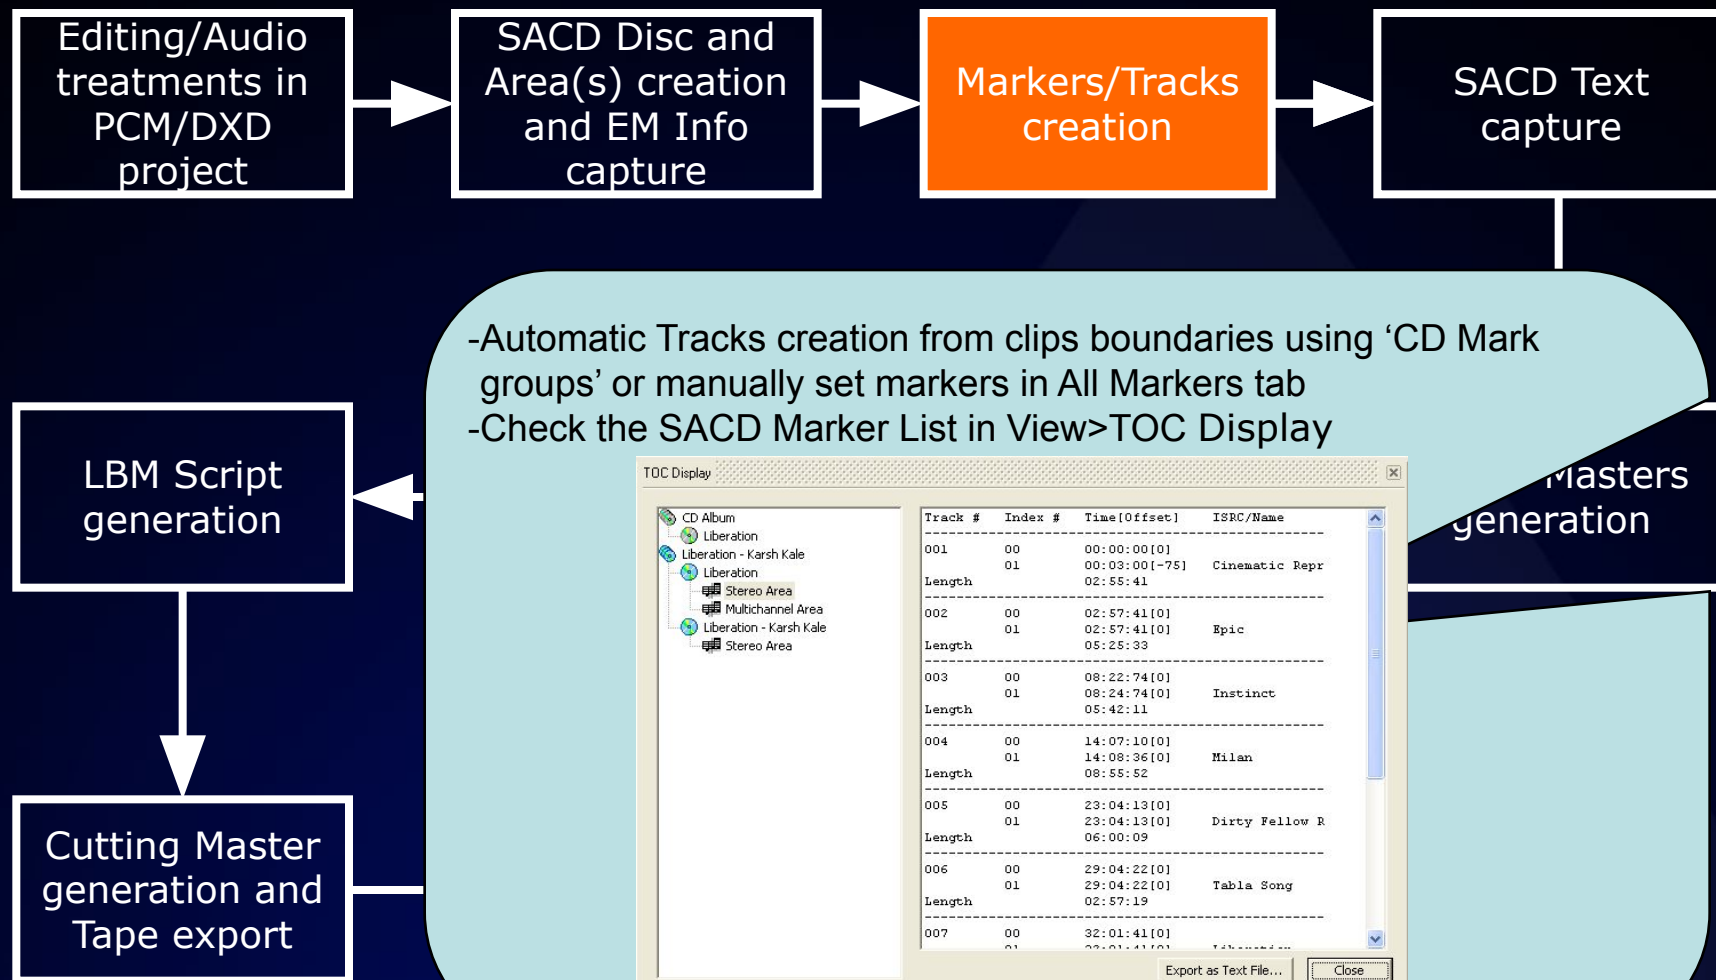 Editing/Audio
treatments in
PCM/DXD
project
SACD Disc and
Area(s) creation
and EM Info
capture
Markers/Tracks
creation
SACD Text
capture
-Automatic Tracks creation from clips boundaries using ‘CD Mark
groups’ or manually set markers in All Markers tab
-Check the SACD Marker List in View>TOC Display
LBM Script
generation
Masters
generation
Cutting Master
generation and
Tape export
TOC Display
CD Album
Liberation
Liberation - Karsh Kale
Liberation
Stereo Area
Multichannel Area
Liberation - Karsh Kale
Stereo Area
Track # Index # Time[Offset] ISRC/Name
001 00 00:00:00[0]
01 00:03:00[-75] Cinematic Repr
Length 02:55:41
002 00 02:57:41[0]
01 02:57:41[0] Epic
Length 05:25:33
003 00 08:22:74[0]
01 08:24:74[0] Instinct
Length 05:42:11
004 00 14:07:10[0]
01 14:08:36[0] Milan
Length 08:55:52
005 00 23:04:13[0]
01 23:04:13[0] Dirty Fellow R
Length 06:00:09
006 00 29:04:22[0]
01 29:04:22[0] Tabla Song
Length 02:57:19
007 00 32:01:41[0]
Export as Text File... Close